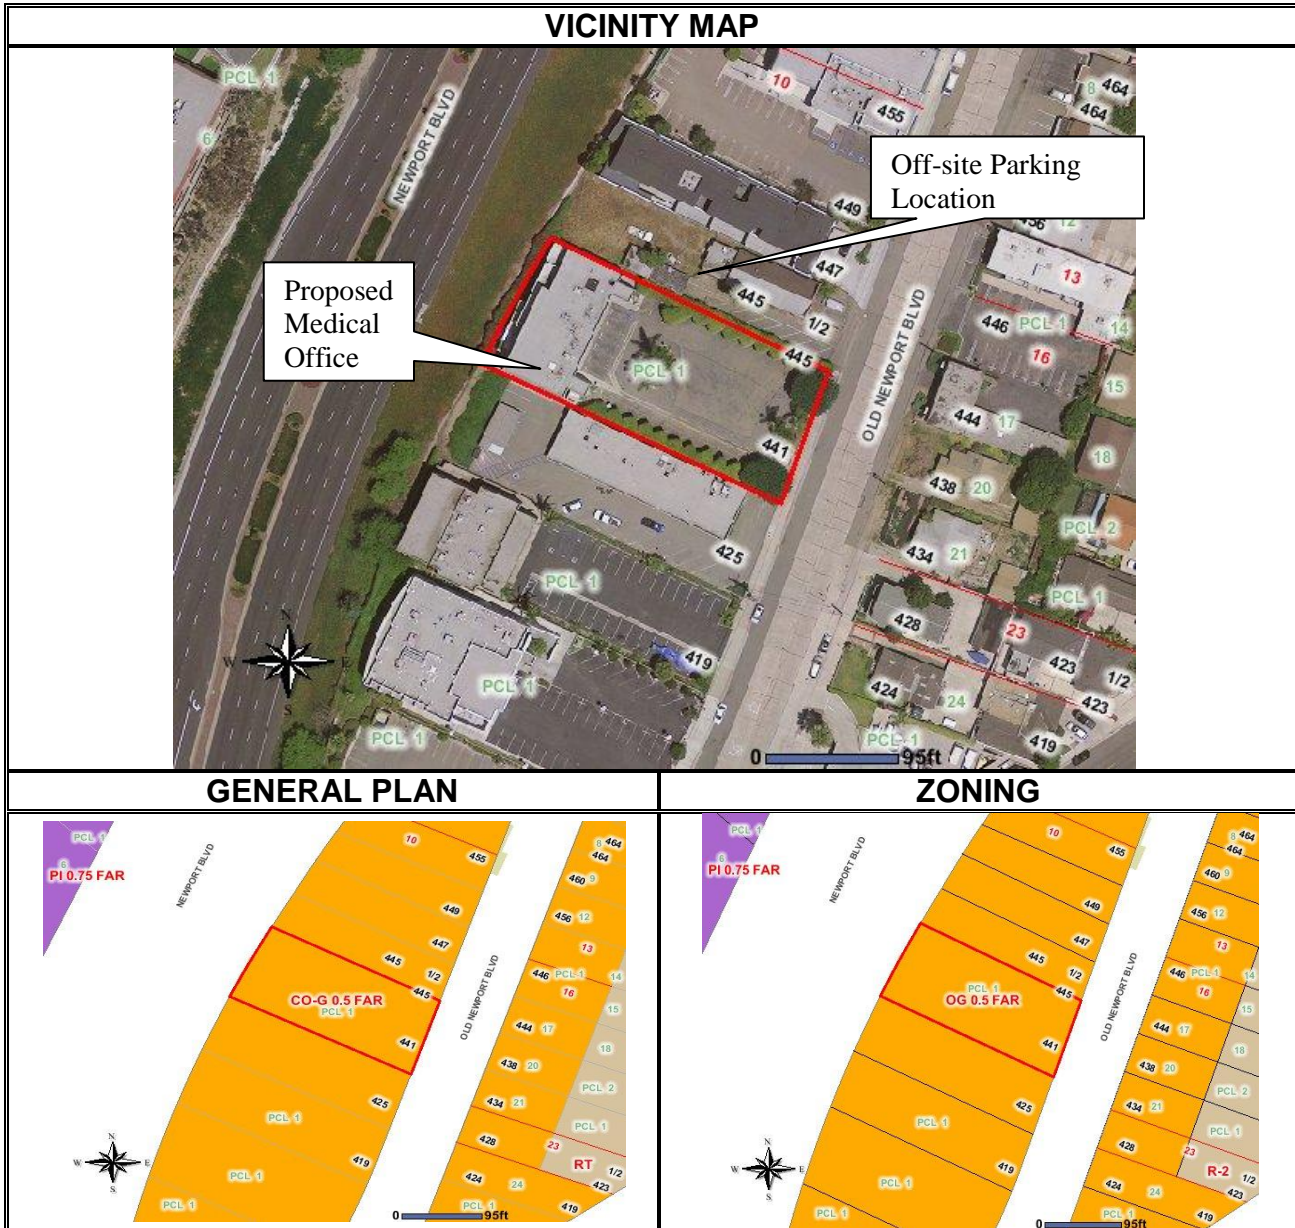 VICINITY MAP
PCL 1
6
NEWPORT BLVD
10
455
8
464
464
Off-site Parking
Location
449
456
12
447
13
Proposed
Medical
Office
445
1/2
445
446
PCL 1
14
16
15
PCL 1
OLD NEWPORT BLVD
444
17
18
441
438
20
PCL 2
425
434
21
PCL 1
PCL 1
428
23
423
1/2
419
423
424
24
PCL 1
419
PCL 1
PCL 1
N
W
E
S
0
95ft
GENERAL PLAN
PCL 1
6
PI 0.75 FAR
NEWPORT BLVD
10
455
8
464
464
460
9
449
456
12
447
13
445
1/2
445
446
PCL 1
14
CO-G 0.5 FAR
PCL 1
16
15
OLD NEWPORT BLVD
444
17
18
441
438
20
PCL 2
425
434
21
PCL 1
PCL 1
428
23
RT
1/2
419
424
24
423
PCL 1
PCL 1
PCL 1
419
N
W
E
S
0
95ft
ZONING
PCL 1
6
PI 0.75 FAR
NEWPORT BLVD
10
455
8
464
464
460
9
449
456
12
447
13
445
1/2
445
446
PCL 1
14
PCL 1
OG 0.5 FAR
16
15
OLD NEWPORT BLVD
444
17
18
441
438
20
PCL 2
425
434
21
PCL 1
PCL 1
428
23
R-2
1/2
419
424
24
423
PCL 1
PCL 1
PCL 1
419
N
W
E
S
0
95ft